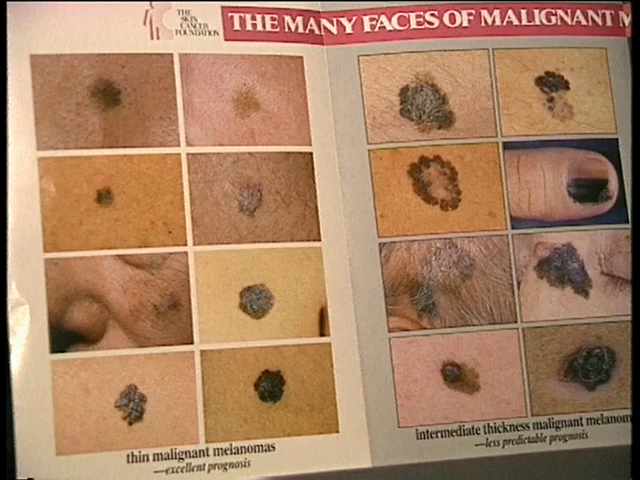 THE
SKIN
CANCER
FOUNDATION
THE MANY FACES OF MALIGNANT M
thin malignant melanomas
—excellent prognosis
intermediate thickness malignant melanom
—less predictable prognosis